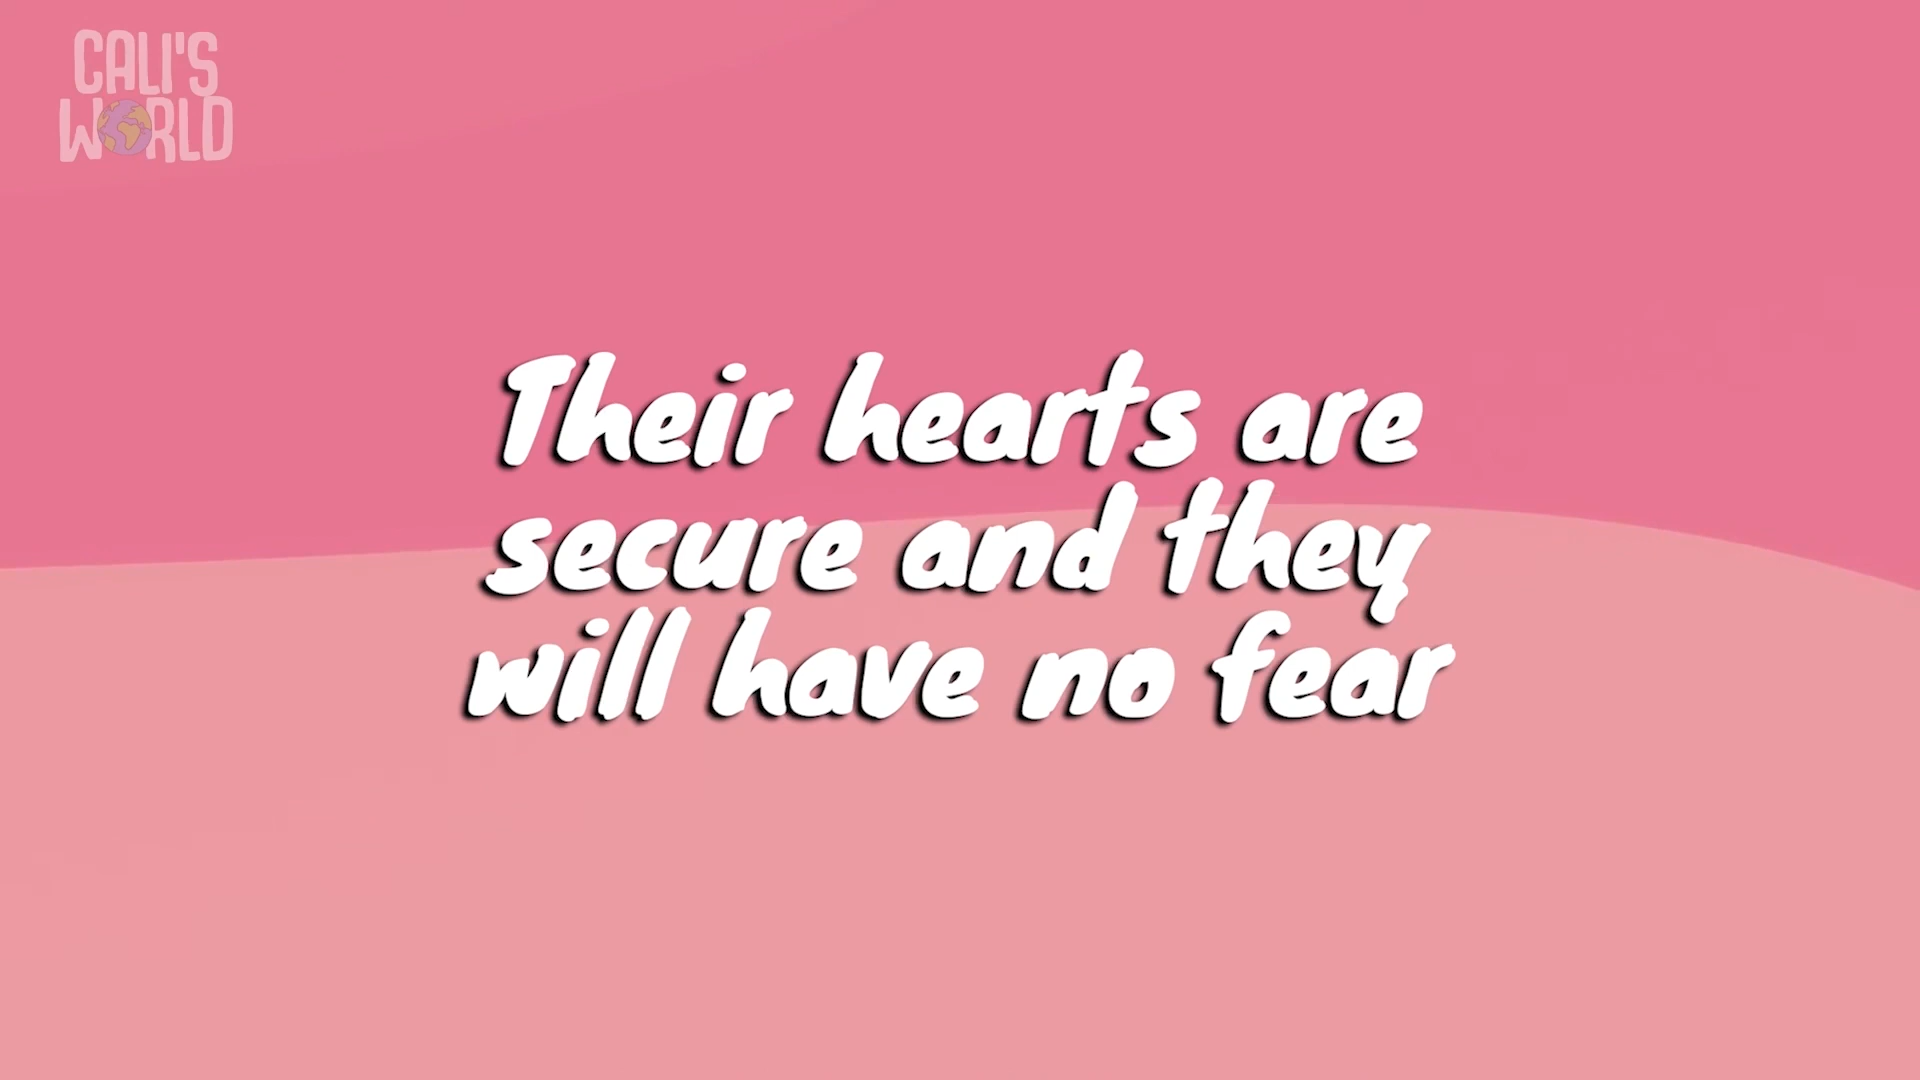 CALI'S
WORLD
Their hearts are
secure and they
will have no fear